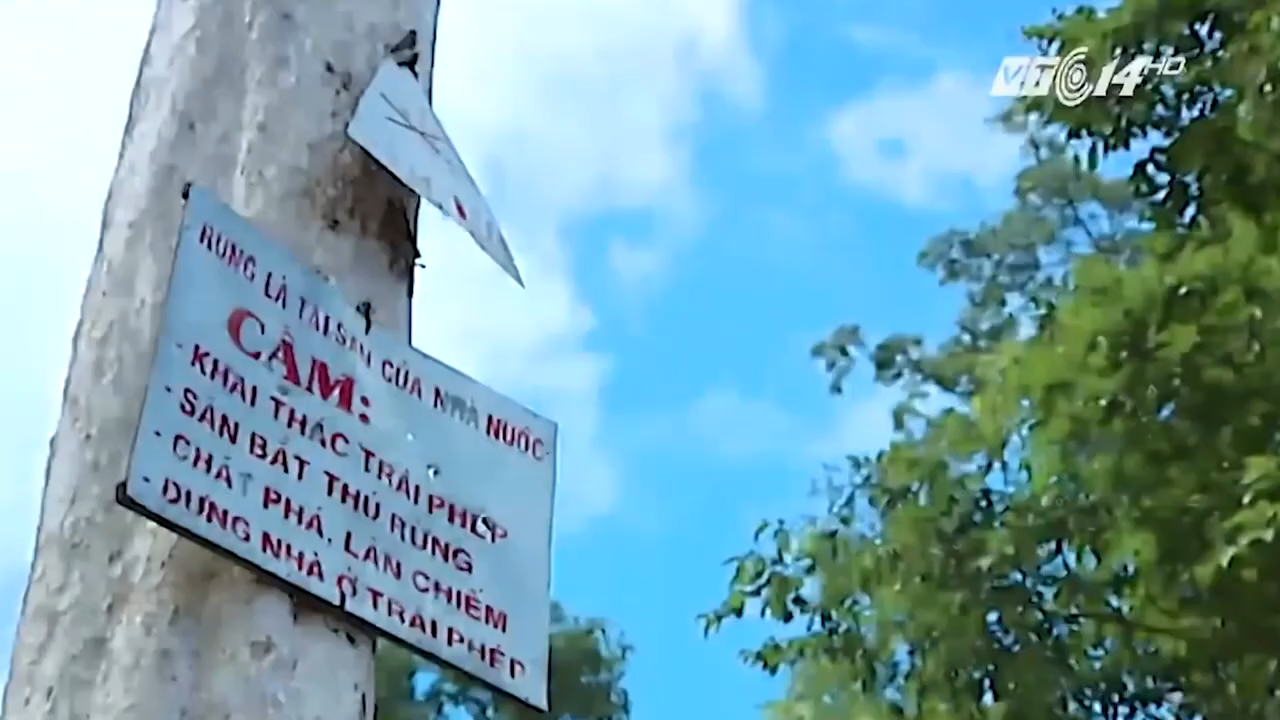 VTC14 HD
RỪNG LÀ TÀI SẢN CỦA NHÀ NƯỚC
CẤM:
- KHAI THÁC TRÁI PHÉP
- SĂN BẮT THÚ RỪNG
- CHẶT PHÁ, LẤN CHIẾM
- DỰNG NHÀ Ở TRÁI PHÉP